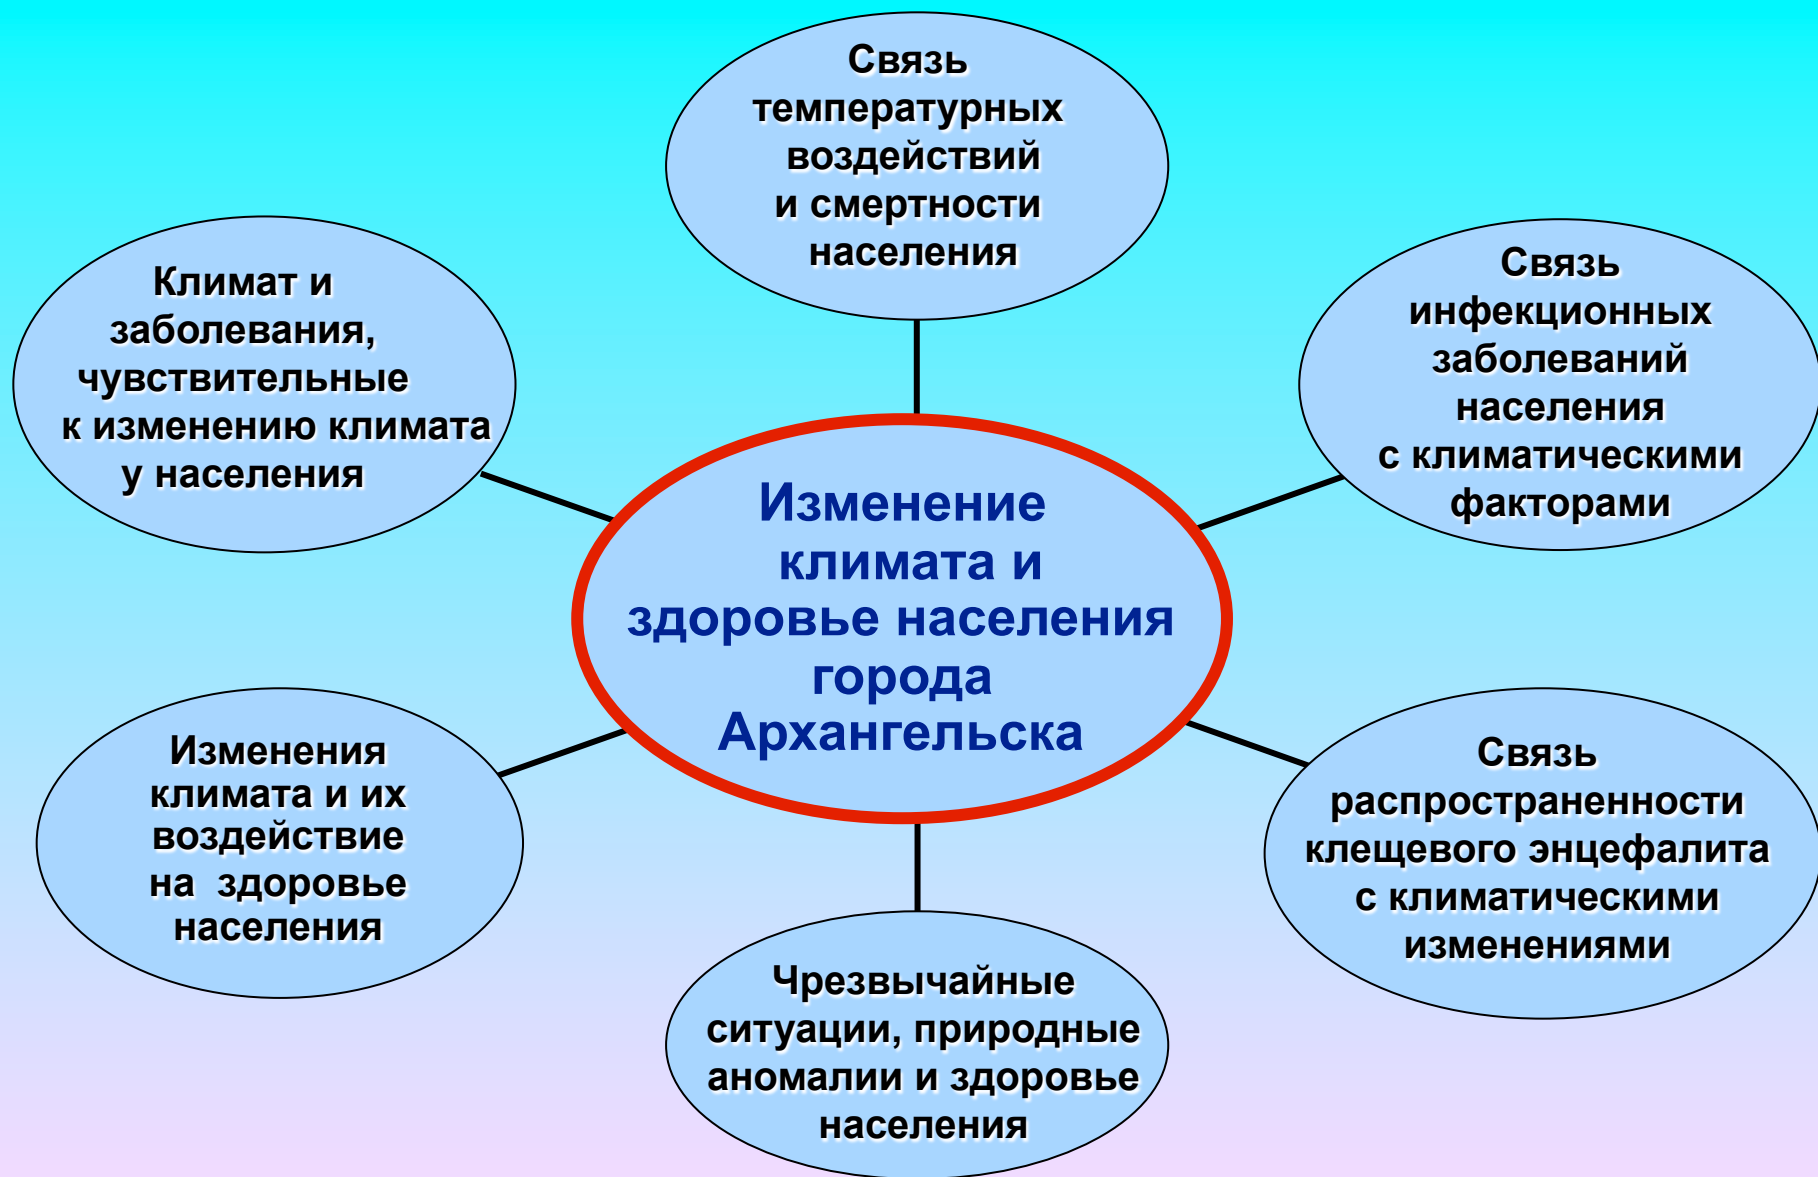 Связь
температурных
воздействий
и смертности
населения
Климат и
заболевания,
чувствительные
к изменению климата
у населения
Связь
инфекционных
заболеваний
населения
с климатическими
факторами
Изменение
климата и
здоровье населения
города
Архангельска
Изменения
климата и их
воздействие
на здоровье
населения
Связь
распространенности
клещевого энцефалита
с климатическими
изменениями
Чрезвычайные
ситуации, природные
аномалии и здоровье
населения